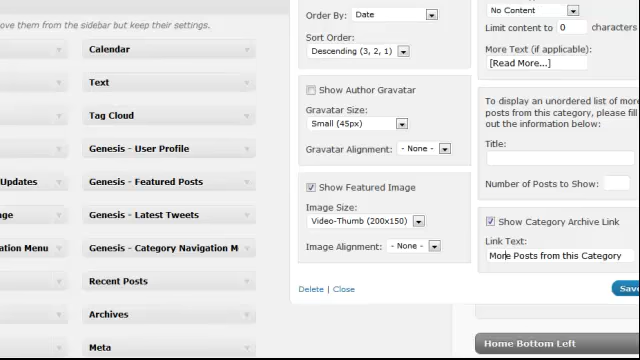 ove them from the sidebar but keep their settings.
Calendar
Text
Tag Cloud
Genesis - User Profile
Updates
Genesis - Featured Posts
nge
Genesis - Latest Tweets
ation Menu
Genesis - Category Navigation M
Recent Posts
Archives
Meta
Order By: Date
Sort Order:
Descending (3, 2, 1)
Show Author Gravatar
Gravatar Size:
Small (45px)
Gravatar Alignment: - None -
Show Featured Image
Image Size:
Video-Thumb (200x150)
Image Alignment: - None -
Delete | Close
No Content
Limit content to 0 characters
More Text (if applicable):
[Read More...]
To display an unordered list of more
posts from this category, please fill
out the information below:
Title:
Number of Posts to Show:
Show Category Archive Link
Link Text:
More Posts from this Category
Save
Home Bottom Left